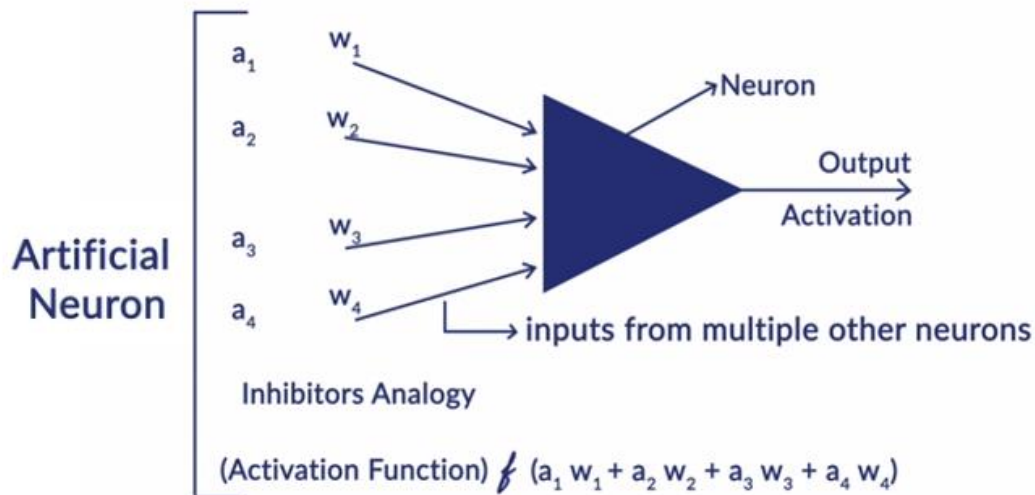 a₁ w₁
a₂ w₂
Neuron
Output
Activation
a₃ w₃
Artificial
Neuron
a₄ w₄
inputs from multiple other neurons
Inhibitors Analogy
(Activation Function) f (a₁ w₁ + a₂ w₂ + a₃ w₃ + a₄ w₄)